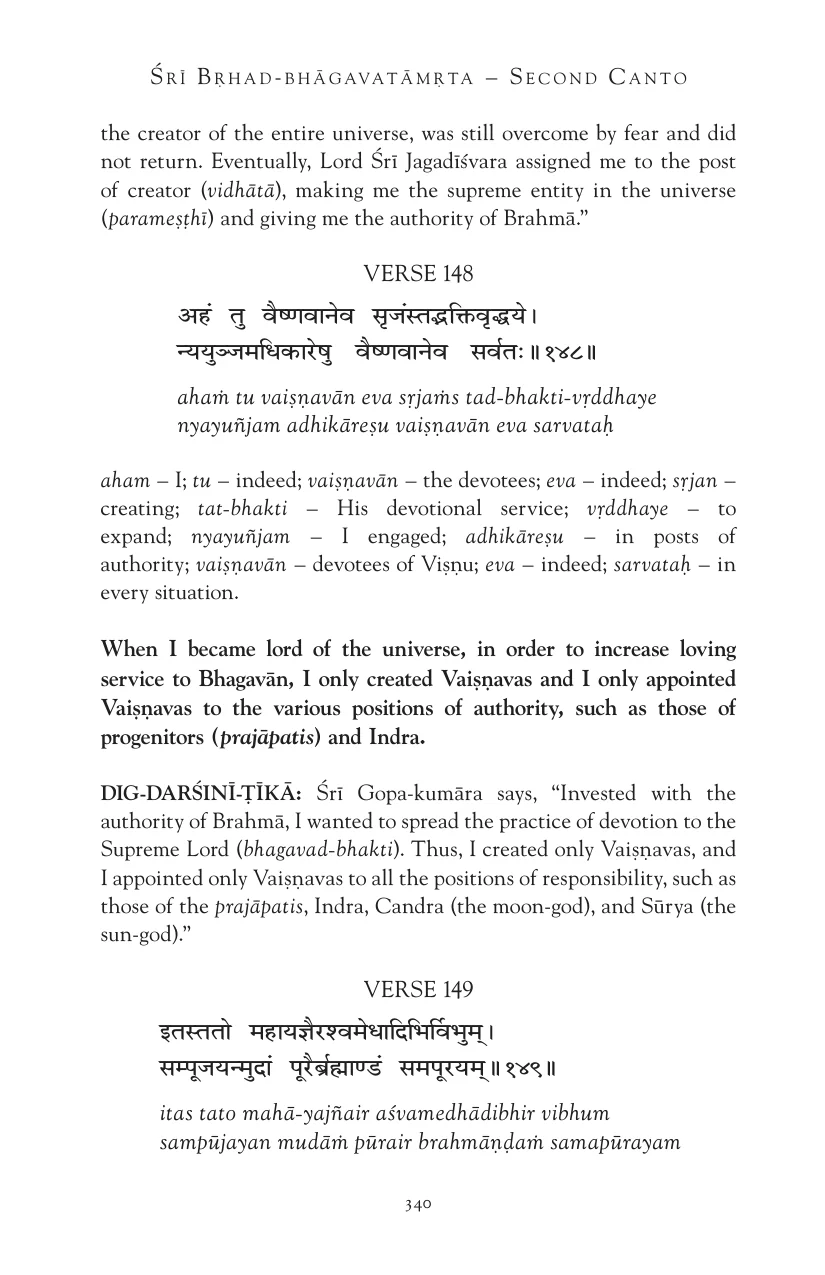 ŚRĪ BṚHAD-BHĀGAVATĀMṚTA – SECOND CANTO
the creator of the entire universe, was still overcome by fear and did
not return. Eventually, Lord Śrī Jagadīśvara assigned me to the post
of creator (vidhātā), making me the supreme entity in the universe
(parameṣṭhī) and giving me the authority of Brahmā.”
VERSE 148
अहं तु वैष्णवानेव सृजंस्तद्भक्तिवृद्धये।
न्ययुञ्जमधिकारेषु वैष्णवानेव सर्वतः॥१४८॥
ahaṁ tu vaiṣṇavān eva sṛjaṁs tad-bhakti-vṛddhaye
nyayuñjam adhikāreṣu vaiṣṇavān eva sarvataḥ
aham – I; tu – indeed; vaiṣṇavān – the devotees; eva – indeed; sṛjan –
creating; tat-bhakti – His devotional service; vṛddhaye – to
expand; nyayuñjam – I engaged; adhikāreṣu – in posts of
authority; vaiṣṇavān – devotees of Viṣṇu; eva – indeed; sarvataḥ – in
every situation.
When I became lord of the universe, in order to increase loving
service to Bhagavān, I only created Vaiṣṇavas and I only appointed
Vaiṣṇavas to the various positions of authority, such as those of
progenitors (prajāpatis) and Indra.
DIG-DARŚINĪ-ṬĪKĀ: Śrī Gopa-kumāra says, “Invested with the
authority of Brahmā, I wanted to spread the practice of devotion to the
Supreme Lord (bhagavad-bhakti). Thus, I created only Vaiṣṇavas, and
I appointed only Vaiṣṇavas to all the positions of responsibility, such as
those of the prajāpatis, Indra, Candra (the moon-god), and Sūrya (the
sun-god).”
VERSE 149
इतस्ततो महायज्ञैरश्वमेधादिभिर्विभुम्।
सम्पूजयन्मुदां पूरैर्ब्रह्माण्डं समपूरयम्॥१४९॥
itas tato mahā-yajñair aśvamedhādibhir vibhum
sampūjayan mudāṁ pūrair brahmāṇḍaṁ samapūrayam
340